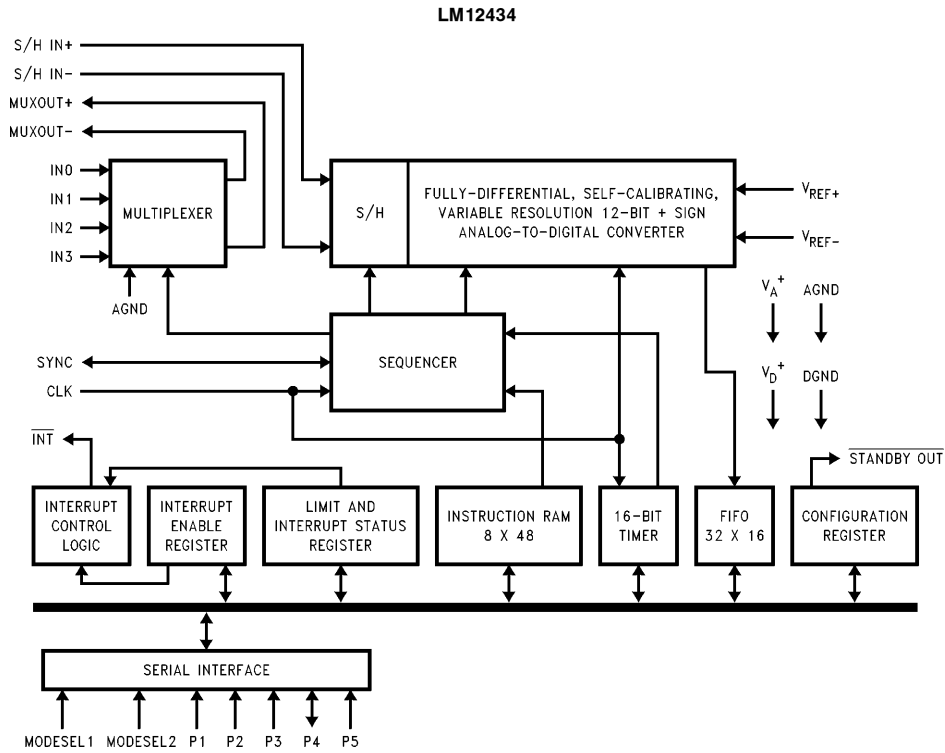 LM12434
S/H IN+
S/H IN-
MUXOUT+
MUXOUT-
IN0
IN1
IN2
IN3
MULTIPLEXER
AGND
S/H
FULLY-DIFFERENTIAL, SELF-CALIBRATING,
VARIABLE RESOLUTION 12-BIT + SIGN
ANALOG-TO-DIGITAL CONVERTER
VREF+
VREF-
VA+
AGND
VD+
DGND
SYNC
CLK
SEQUENCER
INT
STANDBY OUT
INTERRUPT
CONTROL
LOGIC
INTERRUPT
ENABLE
REGISTER
LIMIT AND
INTERRUPT STATUS
REGISTER
INSTRUCTION RAM
8 X 48
16-BIT
TIMER
FIFO
32 X 16
CONFIGURATION
REGISTER
SERIAL INTERFACE
MODESEL1 MODESEL2 P1 P2 P3 P4 P5